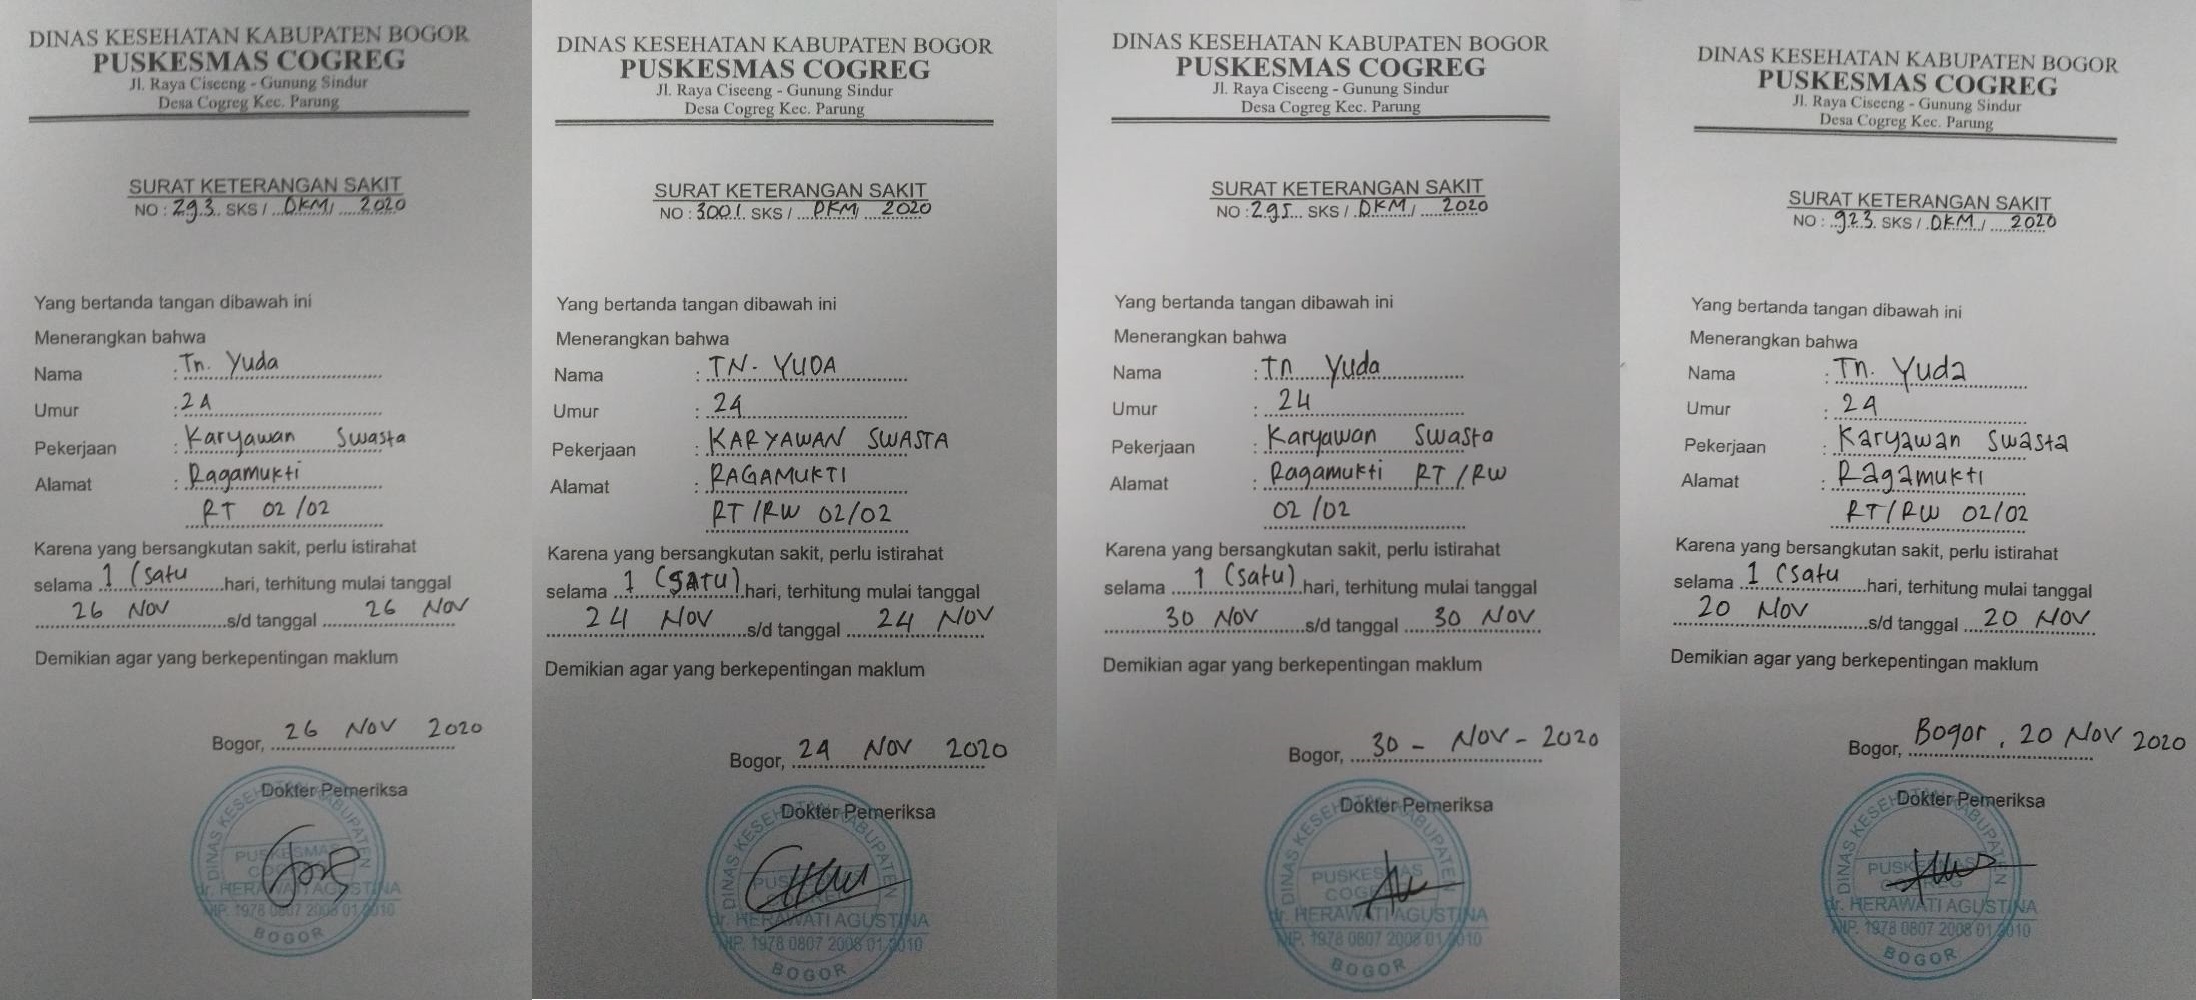 DINAS KESEHATAN KABUPATEN BOGOR
PUSKESMAS COGREG
Jl. Raya Ciseeng - Gunung Sindur
Desa Cogreg Kec. Parung
SURAT KETERANGAN SAKIT
NO : 293 SKS / DKM / 2020
Yang bertanda tangan dibawah ini
Menerangkan bahwa
Nama : Tn. Yuda
Umur : 24
Pekerjaan : Karyawan Swasta
Alamat : Ragamukti
RT 02/02
Karena yang bersangkutan sakit, perlu istirahat
selama 1 (satu hari, terhitung mulai tanggal
26 Nov s/d tanggal 26 Nov
Demikian agar yang berkepentingan maklum
Bogor, 26 Nov 2020
Dokter Pemeriksa
DINAS KESEHATAN KABUPATEN
PUSKESMAS
COGREG
dr. HERAWATI AGUSTINA
NIP. 1978 0807 2008 01 2010
BOGOR
DINAS KESEHATAN KABUPATEN BOGOR
PUSKESMAS COGREG
Jl. Raya Ciseeng - Gunung Sindur
Desa Cogreg Kec. Parung
SURAT KETERANGAN SAKIT
NO : 3001 SKS / DKM 2020
Yang bertanda tangan dibawah ini
Menerangkan bahwa
Nama : TN. YUDA
Umur : 24
Pekerjaan : KARYAWAN SWASTA
Alamat : RAGAMUKTI
RT/RW 02/02
Karena yang bersangkutan sakit, perlu istirahat
selama 1 (SATU) hari, terhitung mulai tanggal
24 NOV s/d tanggal 24 NOV
Demikian agar yang berkepentingan maklum
Bogor, 24 NOV 2020
Dokter Pemeriksa
DINAS KESEHATAN KABUPATEN
dr. HERAWATI AGUSTINA
NIP. 1978 0807 2008 01 2010
BOGOR
DINAS KESEHATAN KABUPATEN BOGOR
PUSKESMAS COGREG
Jl. Raya Ciseeng - Gunung Sindur
Desa Cogreg Kec. Parung
SURAT KETERANGAN SAKIT
NO : 295 SKS / DKM / 2020
Yang bertanda tangan dibawah ini
Menerangkan bahwa
Nama : Tn Yuda
Umur : 24
Pekerjaan : Karyawan Swasta
Alamat : Ragamukti RT/RW
02/02
Karena yang bersangkutan sakit, perlu istirahat
selama 1 (satu) hari, terhitung mulai tanggal
30 Nov s/d tanggal 30 Nov
Demikian agar yang berkepentingan maklum
Bogor, 30 - Nov - 2020
Dokter Pemeriksa
DINAS KESEHATAN KABUPATEN
PUSKESMAS
COGREG
dr. HERAWATI AGUSTINA
NIP. 1978 0807 2008 01 2010
BOGOR
DINAS KESEHATAN KABUPATEN BOGOR
PUSKESMAS COGREG
Jl. Raya Ciseeng - Gunung Sindur
Desa Cogreg Kec. Parung
SURAT KETERANGAN SAKIT
NO : 923 SKS / DKM / 2020
Yang bertanda tangan dibawah ini
Menerangkan bahwa
Nama : Tn. Yuda
Umur : 24
Pekerjaan : Karyawan Swasta
Alamat : Ragamukti
RT/RW 02/02
Karena yang bersangkutan sakit, perlu istirahat
selama 1 (satu hari, terhitung mulai tanggal
20 Nov s/d tanggal 20 Nov
Demikian agar yang berkepentingan maklum
Bogor, Bogor, 20 Nov 2020
Dokter Pemeriksa
DINAS KESEHATAN KABUPATEN
PUSKESMAS
COGREG
dr. HERAWATI AGUSTINA
NIP. 1978 0807 2008 01 2010
BOGOR